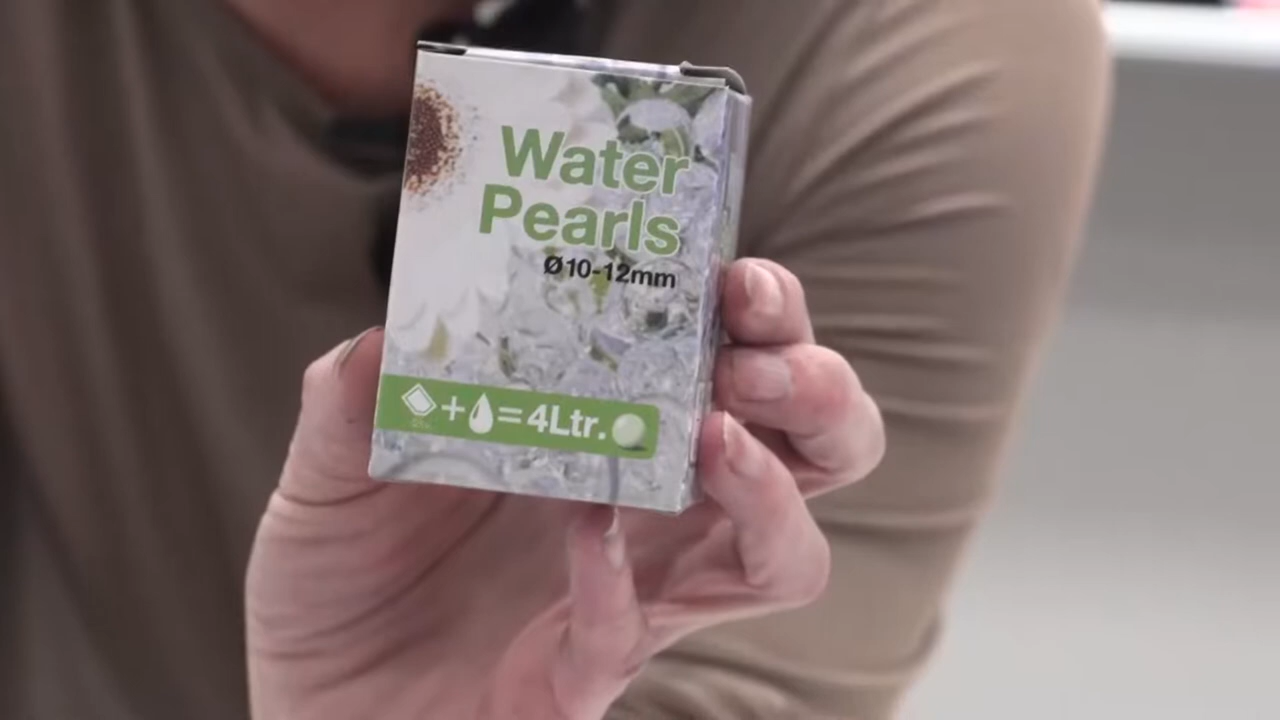 Water
Pearls
Ø10-12mm
+ = 4Ltr.